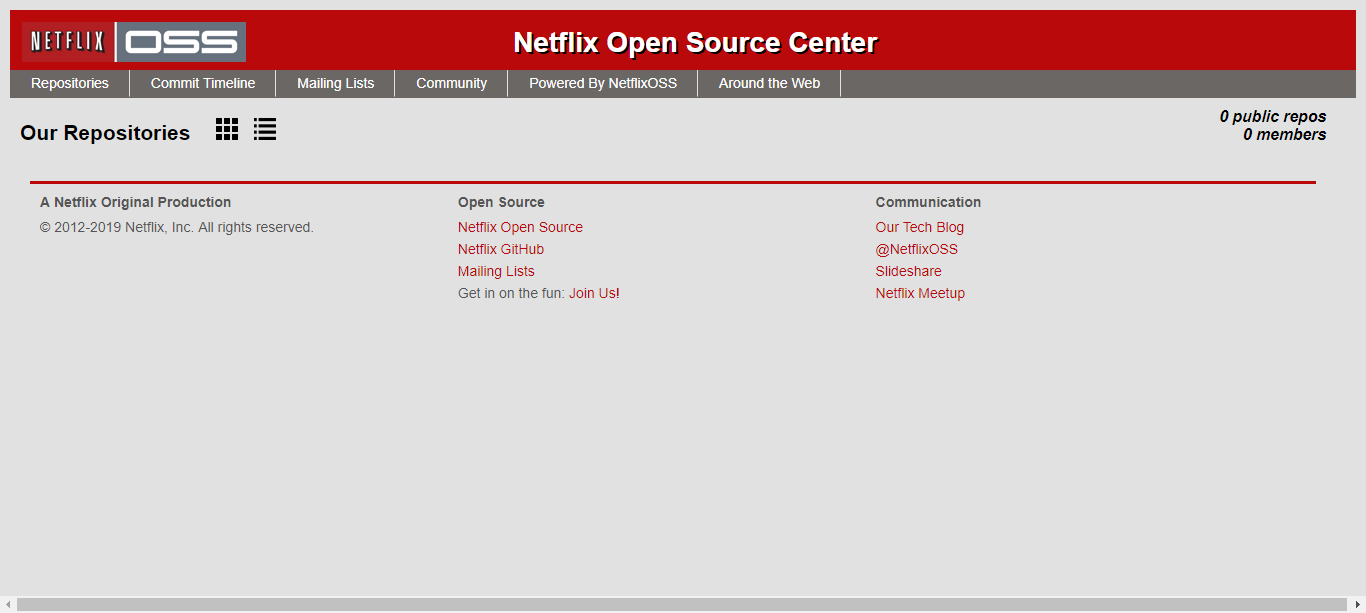 NETFLIX OSS
Netflix Open Source Center
Repositories Commit Timeline Mailing Lists Community Powered By NetflixOSS Around the Web
Our Repositories
0 public repos
0 members
A Netflix Original Production
© 2012-2019 Netflix, Inc. All rights reserved.
Open Source
Netflix Open Source
Netflix GitHub
Mailing Lists
Get in on the fun: Join Us!
Communication
Our Tech Blog
@NetflixOSS
Slideshare
Netflix Meetup